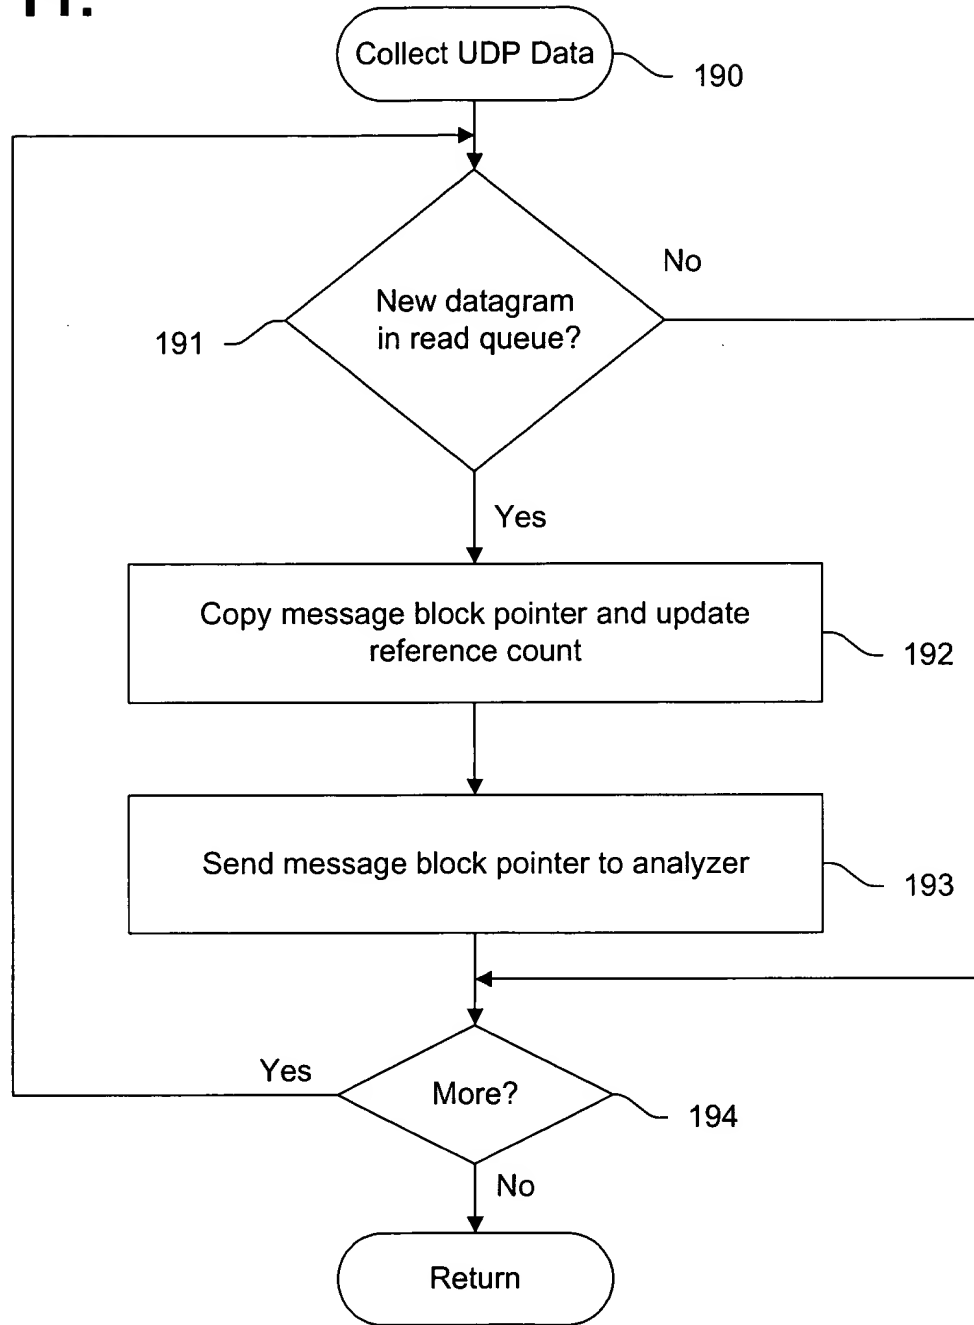 Collect UDP Data
190
No
New datagram
in read queue?
191
Yes
Copy message block pointer and update
reference count
192
Send message block pointer to analyzer
193
Yes
More?
194
No
Return